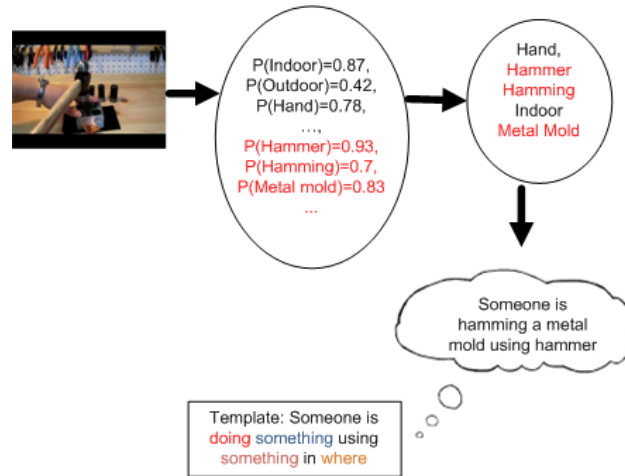 P(Indoor)=0.87,
P(Outdoor)=0.42,
P(Hand)=0.78,
...,
P(Hammer)=0.93,
P(Hamming)=0.7,
P(Metal mold)=0.83
...
Hand,
Hammer
Hamming
Indoor
Metal Mold
Someone is
hamming a metal
mold using hammer
Template: Someone is
doing something using
something in where